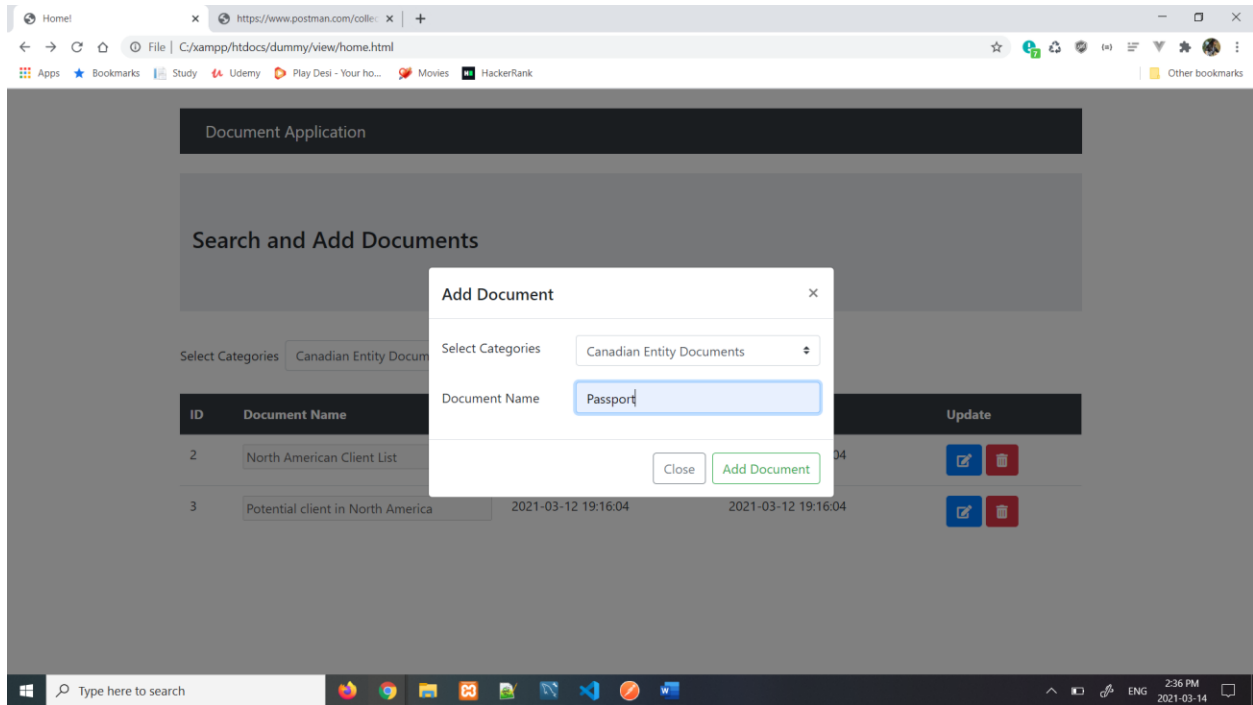 Home!
https://www.postman.com/collec
File | C:/xampp/htdocs/dummy/view/home.html
Apps Bookmarks Study Udemy Play Desi - Your ho... Movies HackerRank Other bookmarks
Document Application
Search and Add Documents
Add Document ×
Select Categories Canadian Entity Documents
Document Name Passport
Close Add Document
Select Categories Canadian Entity Docum
ID Document Name Update
2 North American Client List 04
3 Potential client in North America 2021-03-12 19:16:04 2021-03-12 19:16:04
Type here to search
ENG
2:36 PM
2021-03-14